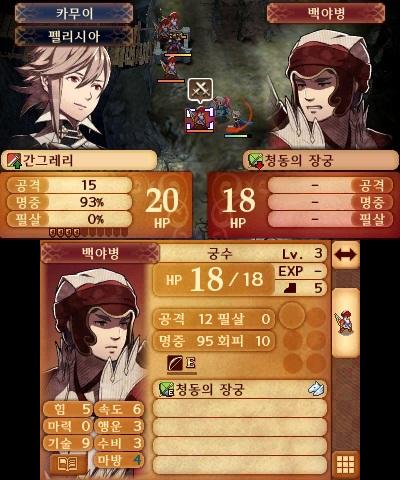 카무이
펠리시아
백야병
간그레리
청동의 장궁
공격 15
명중 93%
필살 0%
20
HP
18
HP
– 공격
– 명중
– 필살
백야병
궁수 Lv. 3
HP 18/18
EXP –
5
공격 12 필살 0
명중 95 회피 10
E
청동의 장궁
E
힘 5 속도 6
마력 0 행운 3
기술 9 수비 3
마방 4